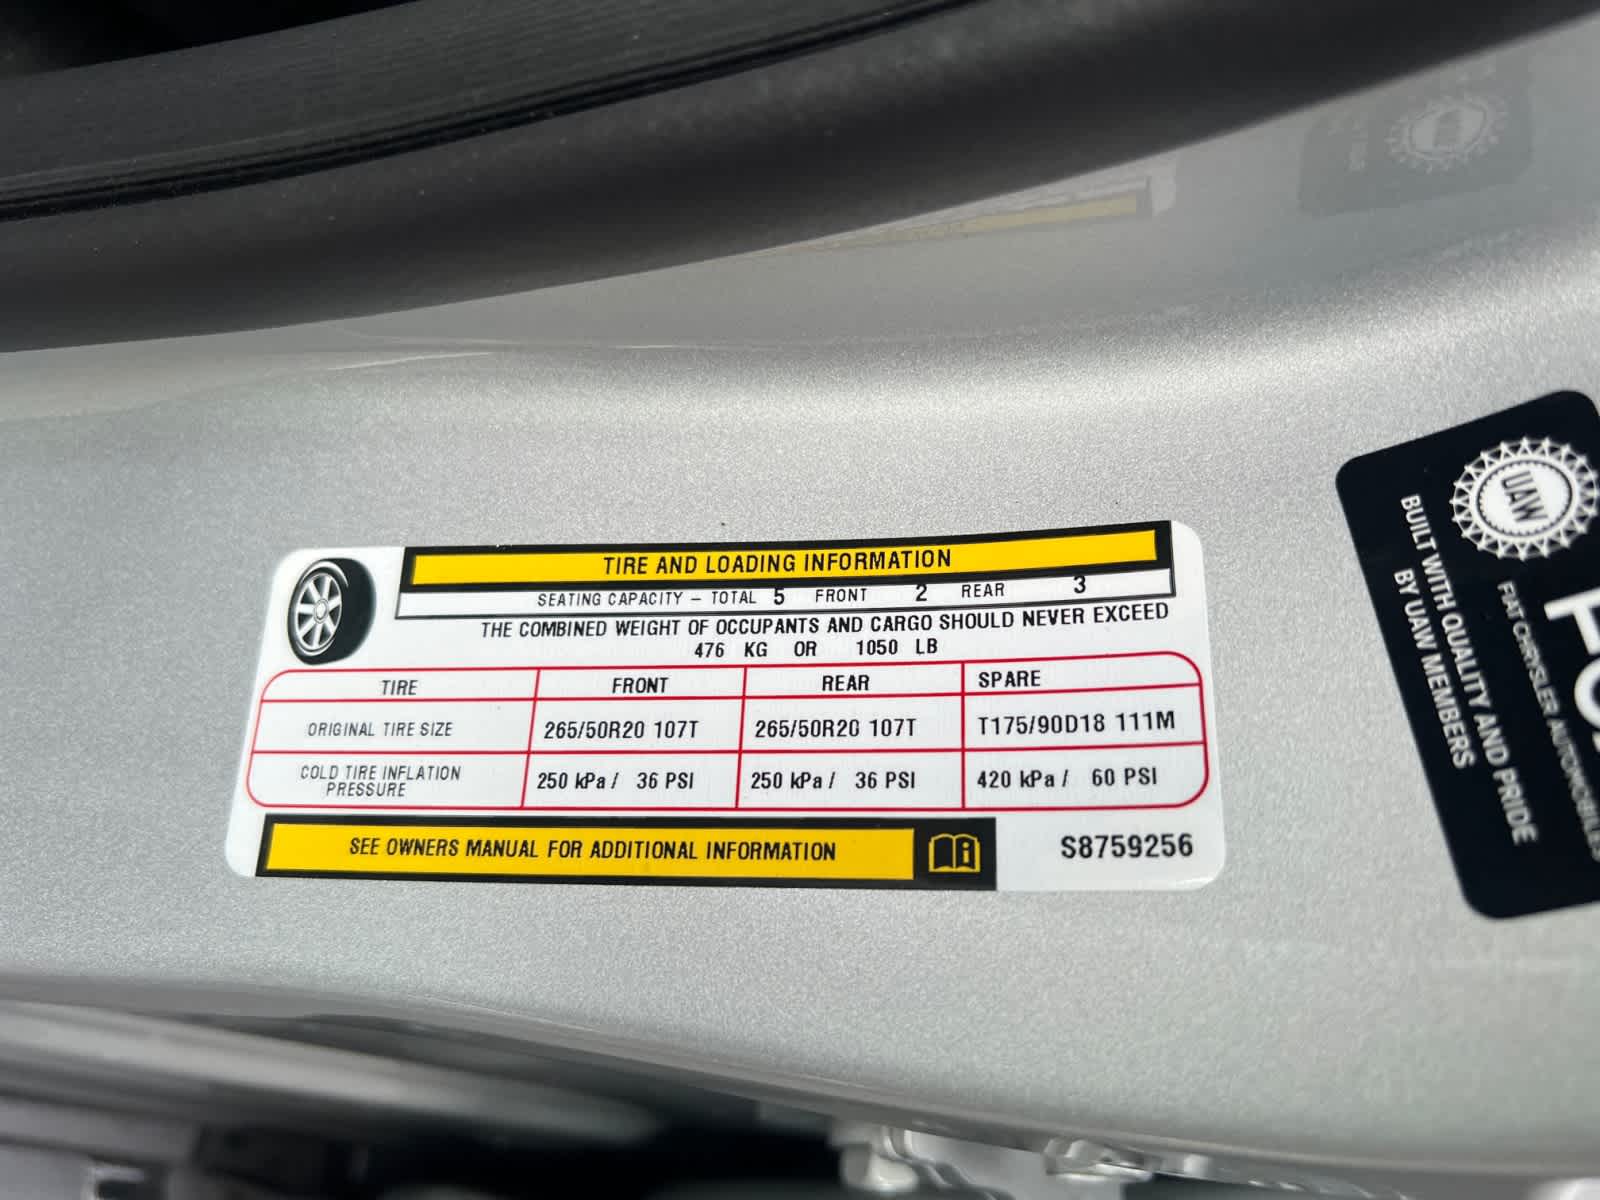 TIRE AND LOADING INFORMATION
SEATING CAPACITY – TOTAL 5 FRONT 2 REAR 3
THE COMBINED WEIGHT OF OCCUPANTS AND CARGO SHOULD NEVER EXCEED
476 KG OR 1050 LB
TIRE FRONT REAR SPARE
ORIGINAL TIRE SIZE 265/50R20 107T 265/50R20 107T T175/90D18 111M
COLD TIRE INFLATION
PRESSURE 250 kPa / 36 PSI 250 kPa / 36 PSI 420 kPa / 60 PSI
SEE OWNERS MANUAL FOR ADDITIONAL INFORMATION
S8759256
UAW
FIAT CHRYSLER AUTOMOBILES
BUILT WITH QUALITY AND PRIDE
BY UAW MEMBERS